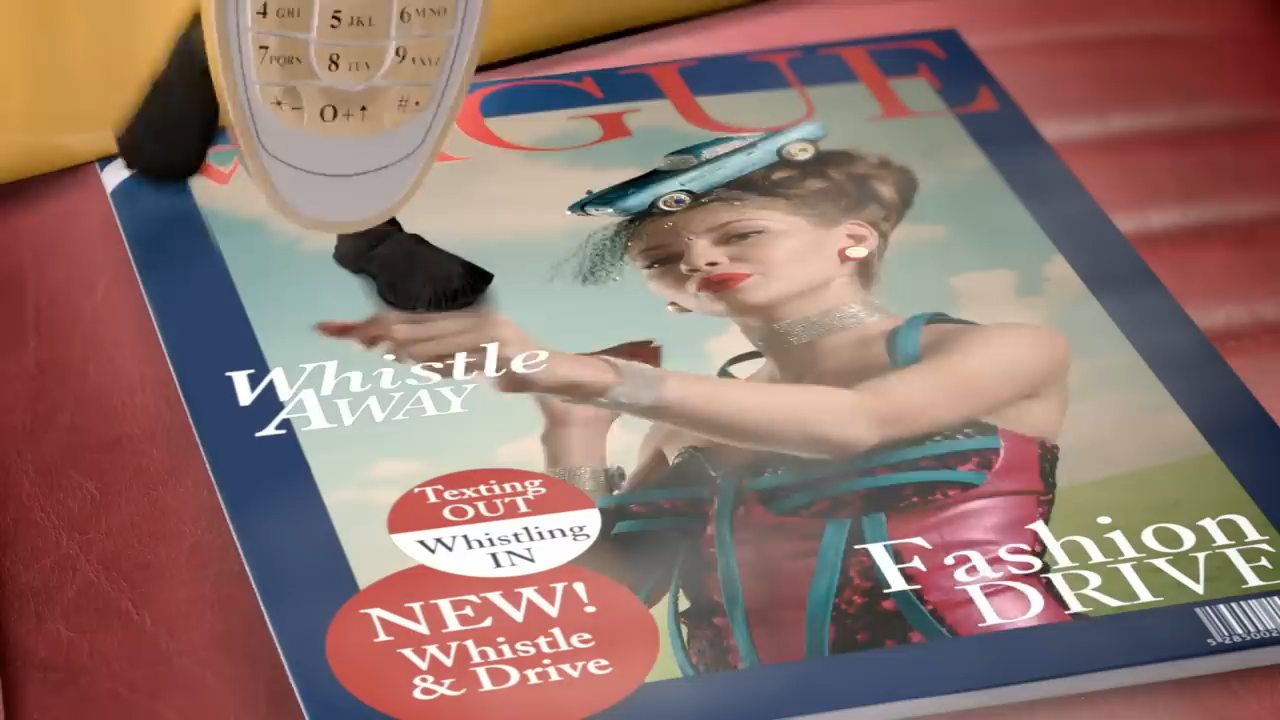 4 GHI 5 JKL 6 MNO
7 PQRS 8 TUV 9 WXYZ
* 0 + #
GUE
Whistle
AWAY
Texting
OUT
Whistling
IN
NEW!
Whistle
& Drive
Fashion
DRIVE